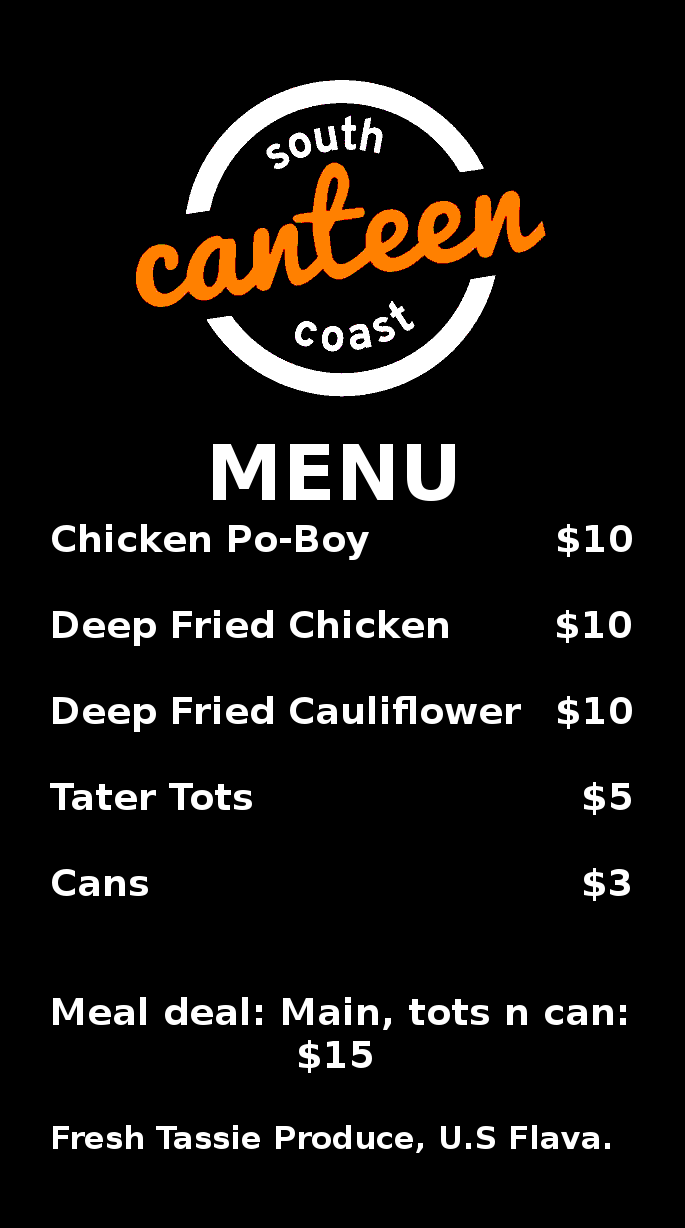 south
canteen
coast
MENU
Chicken Po-Boy $10
Deep Fried Chicken $10
Deep Fried Cauliflower $10
Tater Tots $5
Cans $3
Meal deal: Main, tots n can:
$15
Fresh Tassie Produce, U.S Flava.